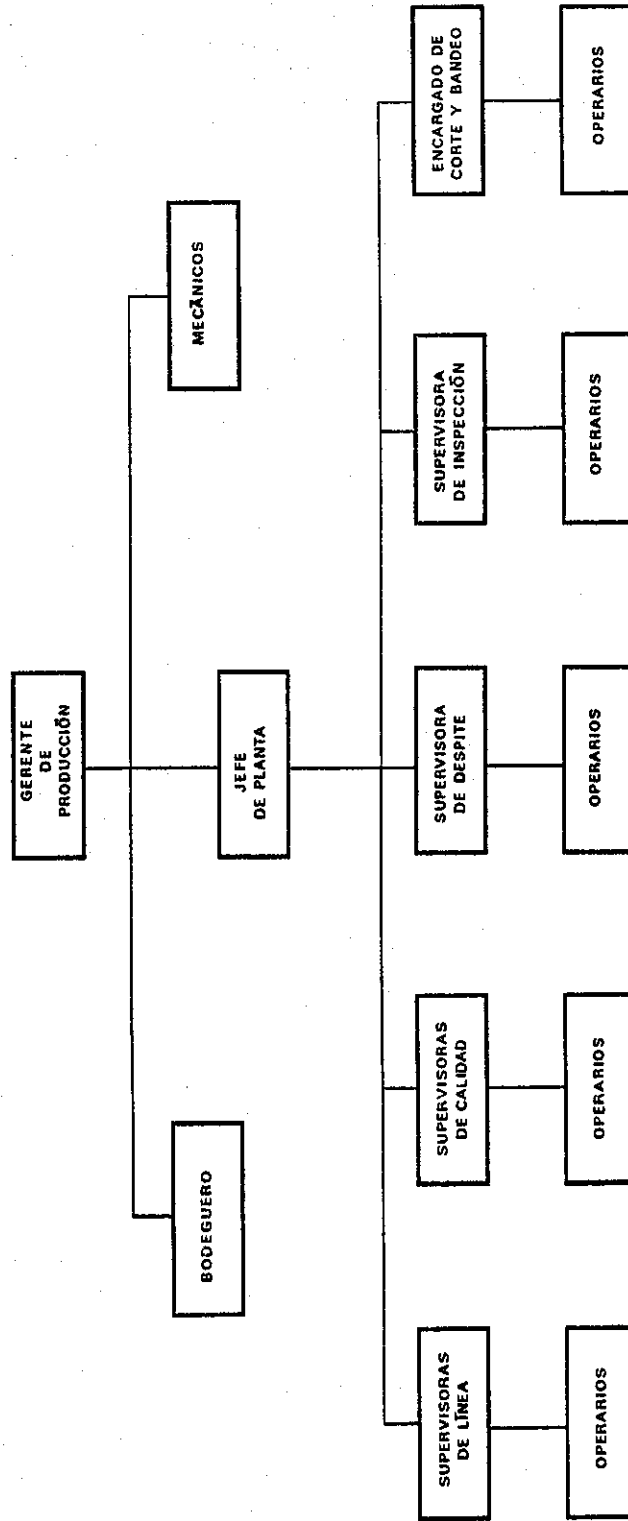 GERENTE
DE
PRODUCCIÓN
BODEGUERO
MECÁNICOS
JEFE
DE PLANTA
SUPERVISORAS
DE LÍNEA
SUPERVISORAS
DE CALIDAD
SUPERVISORA
DE DESPITE
SUPERVISORA
DE INSPECCIÓN
ENCARGADO DE
CORTE Y BANDEO
OPERARIOS
OPERARIOS
OPERARIOS
OPERARIOS
OPERARIOS